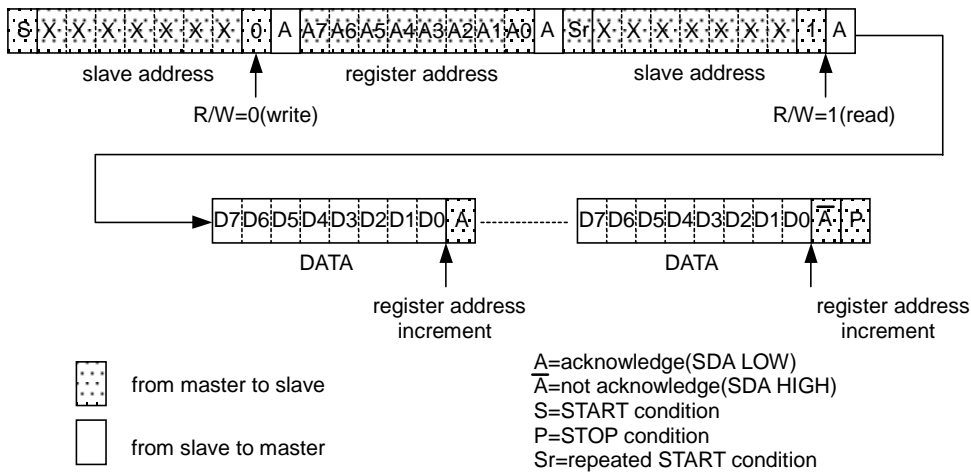 S X X X X X X X 0 A A7 A6 A5 A4 A3 A2 A1 A0 A Sr X X X X X X X 1 A
slave address register address slave address
R/W=0(write) R/W=1(read)
D7 D6 D5 D4 D3 D2 D1 D0 A D7 D6 D5 D4 D3 D2 D1 D0 A̅ P
DATA DATA
register address increment register address increment
from master to slave
from slave to master
A=acknowledge(SDA LOW)
A̅=not acknowledge(SDA HIGH)
S=START condition
P=STOP condition
Sr=repeated START condition